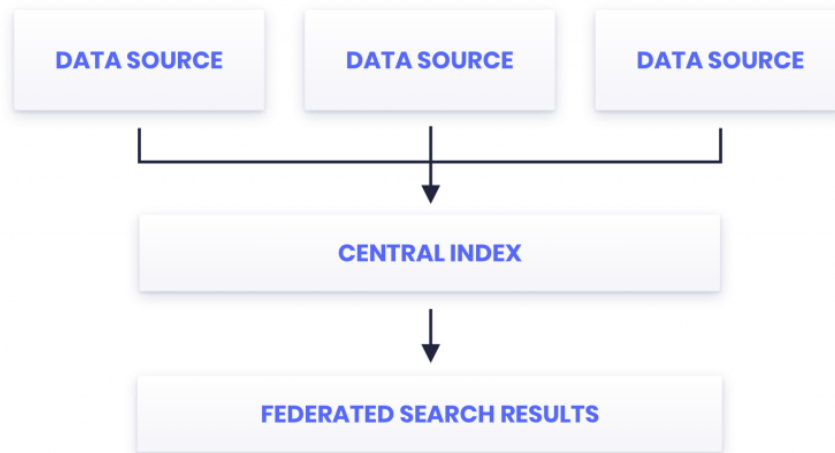 DATA SOURCE
DATA SOURCE
DATA SOURCE
CENTRAL INDEX
FEDERATED SEARCH RESULTS